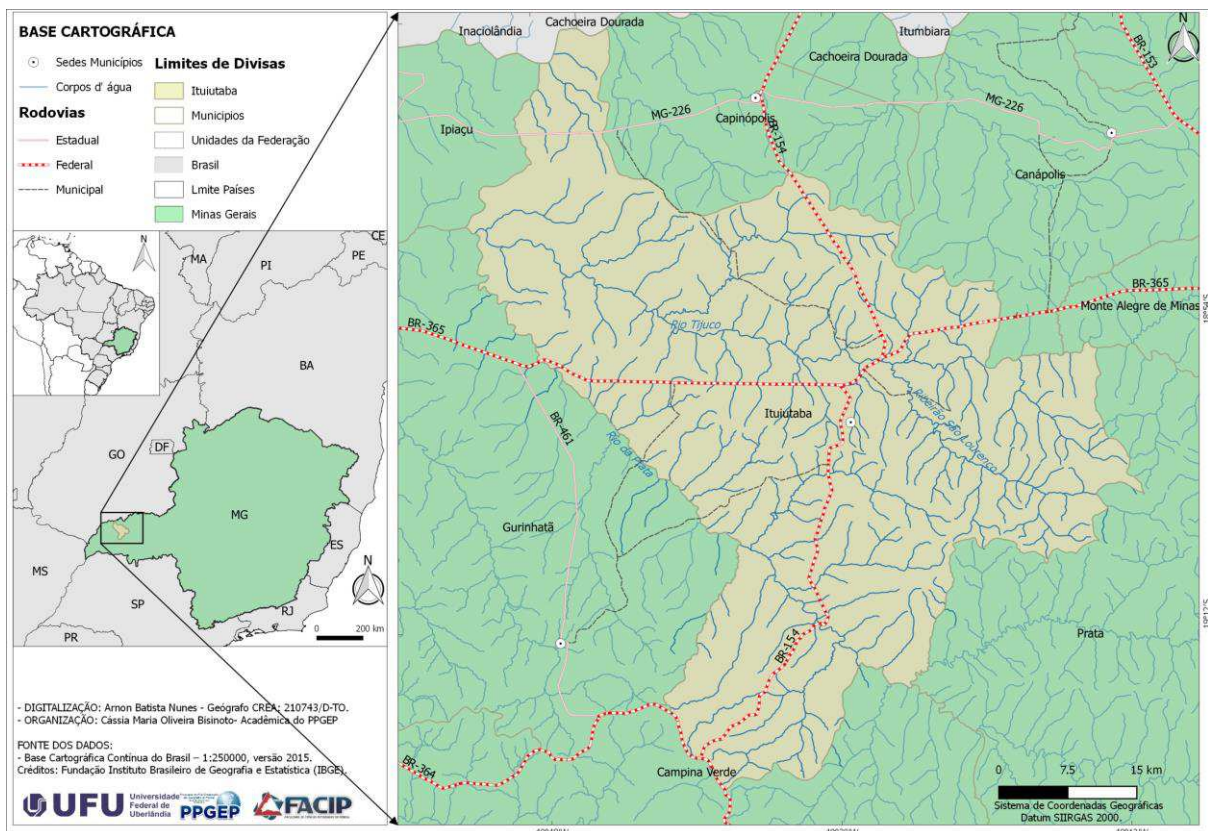 BASE CARTOGRÁFICA
Sedes Municípios
Corpos d' água
Rodovias
Estadual
Federal
Municipal
Limites de Divisas
Ituiutaba
Municipios
Unidades da Federação
Brasil
Lmite Países
Minas Gerais
N
MA
PI
CE
PE
BA
GO
DF
MG
ES
MS
SP
RJ
PR
N
0 200 km
- DIGITALIZAÇÃO: Arnon Batista Nunes - Geógrafo CREA: 210743/D-TO.
- ORGANIZAÇÃO: Cássia Maria Oliveira Bisinoto- Acadêmica do PPGEP
FONTE DOS DADOS:
- Base Cartográfica Contínua do Brasil – 1:250000, versão 2015.
Créditos: Fundação Instituto Brasileiro de Geografia e Estatística (IBGE).
UFU
Universidade
Federal de
Uberlândia
PPGEP
FACIP
Inaciolândia
Cachoeira Dourada
Itumbiara
N
Cachoeira Dourada
BR-153
MG-226
MG-226
Ipiaçu
Capinópolis
BR-154
Canápolis
BR-365
Monte Alegre de Minas
Rio Tijuco
BR-365
Ituiutaba
Ribeirão São Lourenço
BR-461
Rio da Prata
Gurinhatã
BR-154
Prata
Campina Verde
BR-364
0 7.5 15 km
Sistema de Coordenadas Geográficas
Datum SIIRGAS 2000.